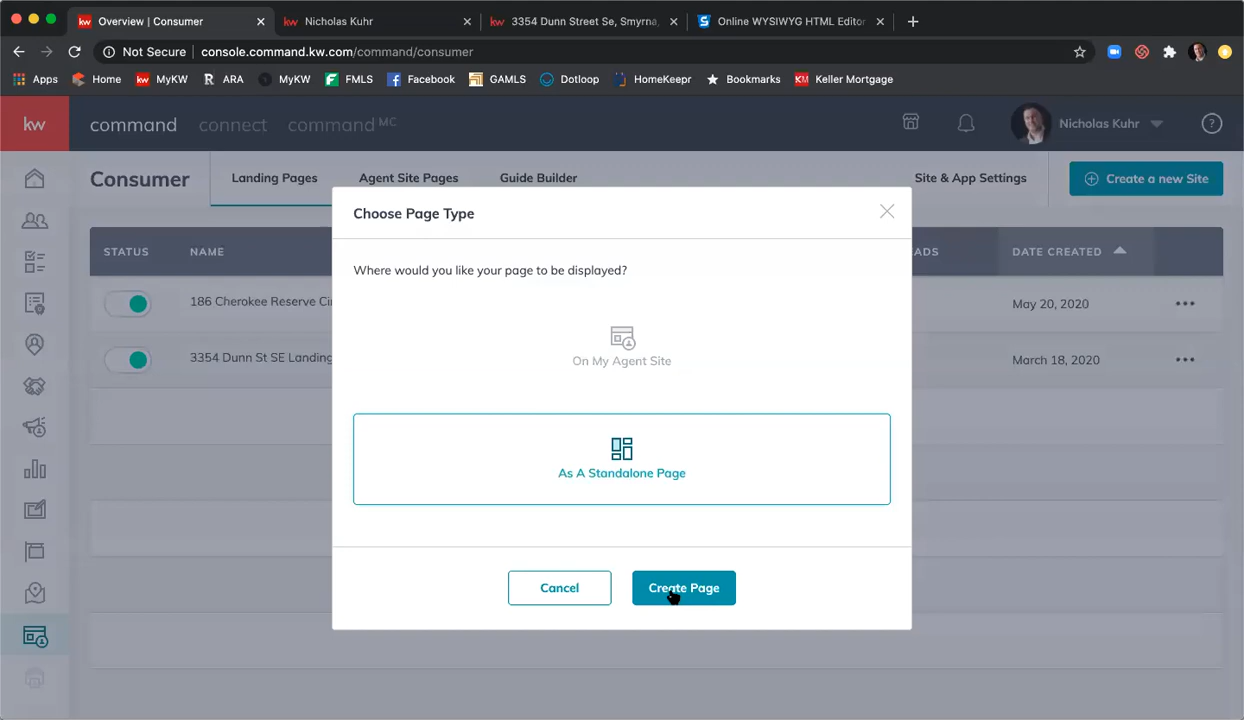 Overview | Consumer
Nicholas Kuhr
3354 Dunn Street Se, Smyrna,
Online WYSIWYG HTML Editor
Not Secure
console.command.kw.com/command/consumer
Apps
Home
MyKW
ARA
MyKW
FMLS
Facebook
GAMLS
Dotloop
HomeKeepr
Bookmarks
Keller Mortgage
kw
command
connect
command MC
Nicholas Kuhr
Consumer
Landing Pages
Agent Site Pages
Guide Builder
Site & App Settings
Create a new Site
Choose Page Type
STATUS
NAME
ADS
DATE CREATED
Where would you like your page to be displayed?
186 Cherokee Reserve Cir
May 20, 2020
On My Agent Site
3354 Dunn St SE Landing
March 18, 2020
As A Standalone Page
Cancel
Create Page